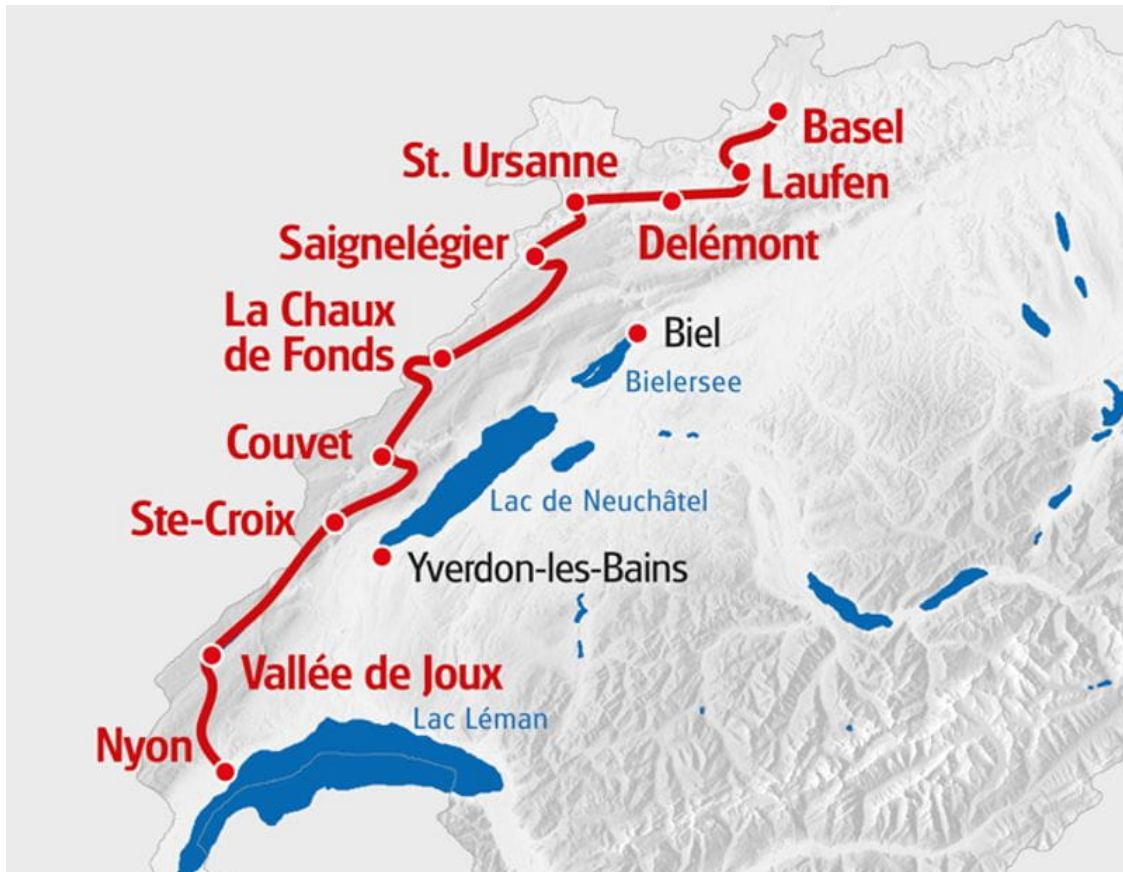 Basel
St. Ursanne
Laufen
Saignelégier
Delémont
La Chaux
de Fonds
Biel
Bielersee
Couvet
Lac de Neuchâtel
Ste-Croix
Yverdon-les-Bains
Vallée de Joux
Lac Léman
Nyon